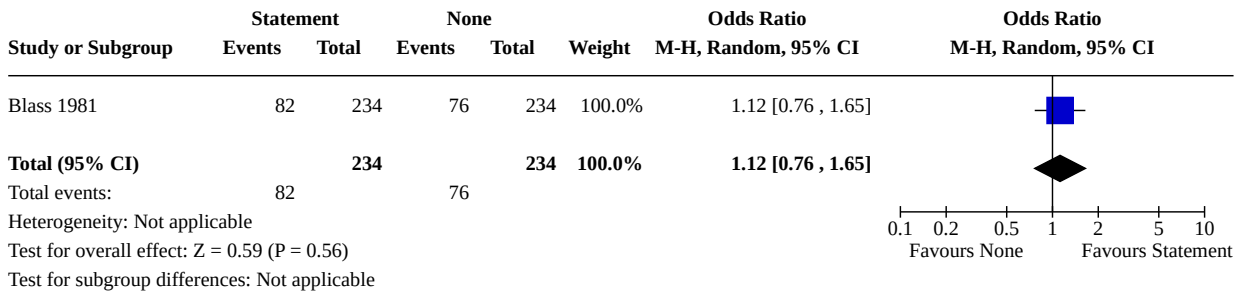 Statement None Odds Ratio Odds Ratio
Study or Subgroup Events Total Events Total Weight M-H, Random, 95% CI M-H, Random, 95% CI
Blass 1981 82 234 76 234 100.0% 1.12 [0.76 , 1.65]
Total (95% CI) 234 234 100.0% 1.12 [0.76 , 1.65]
Total events: 82 76
Heterogeneity: Not applicable
0.1 0.2 0.5 1 2 5 10
Test for overall effect: Z = 0.59 (P = 0.56) Favours None Favours Statement
Test for subgroup differences: Not applicable